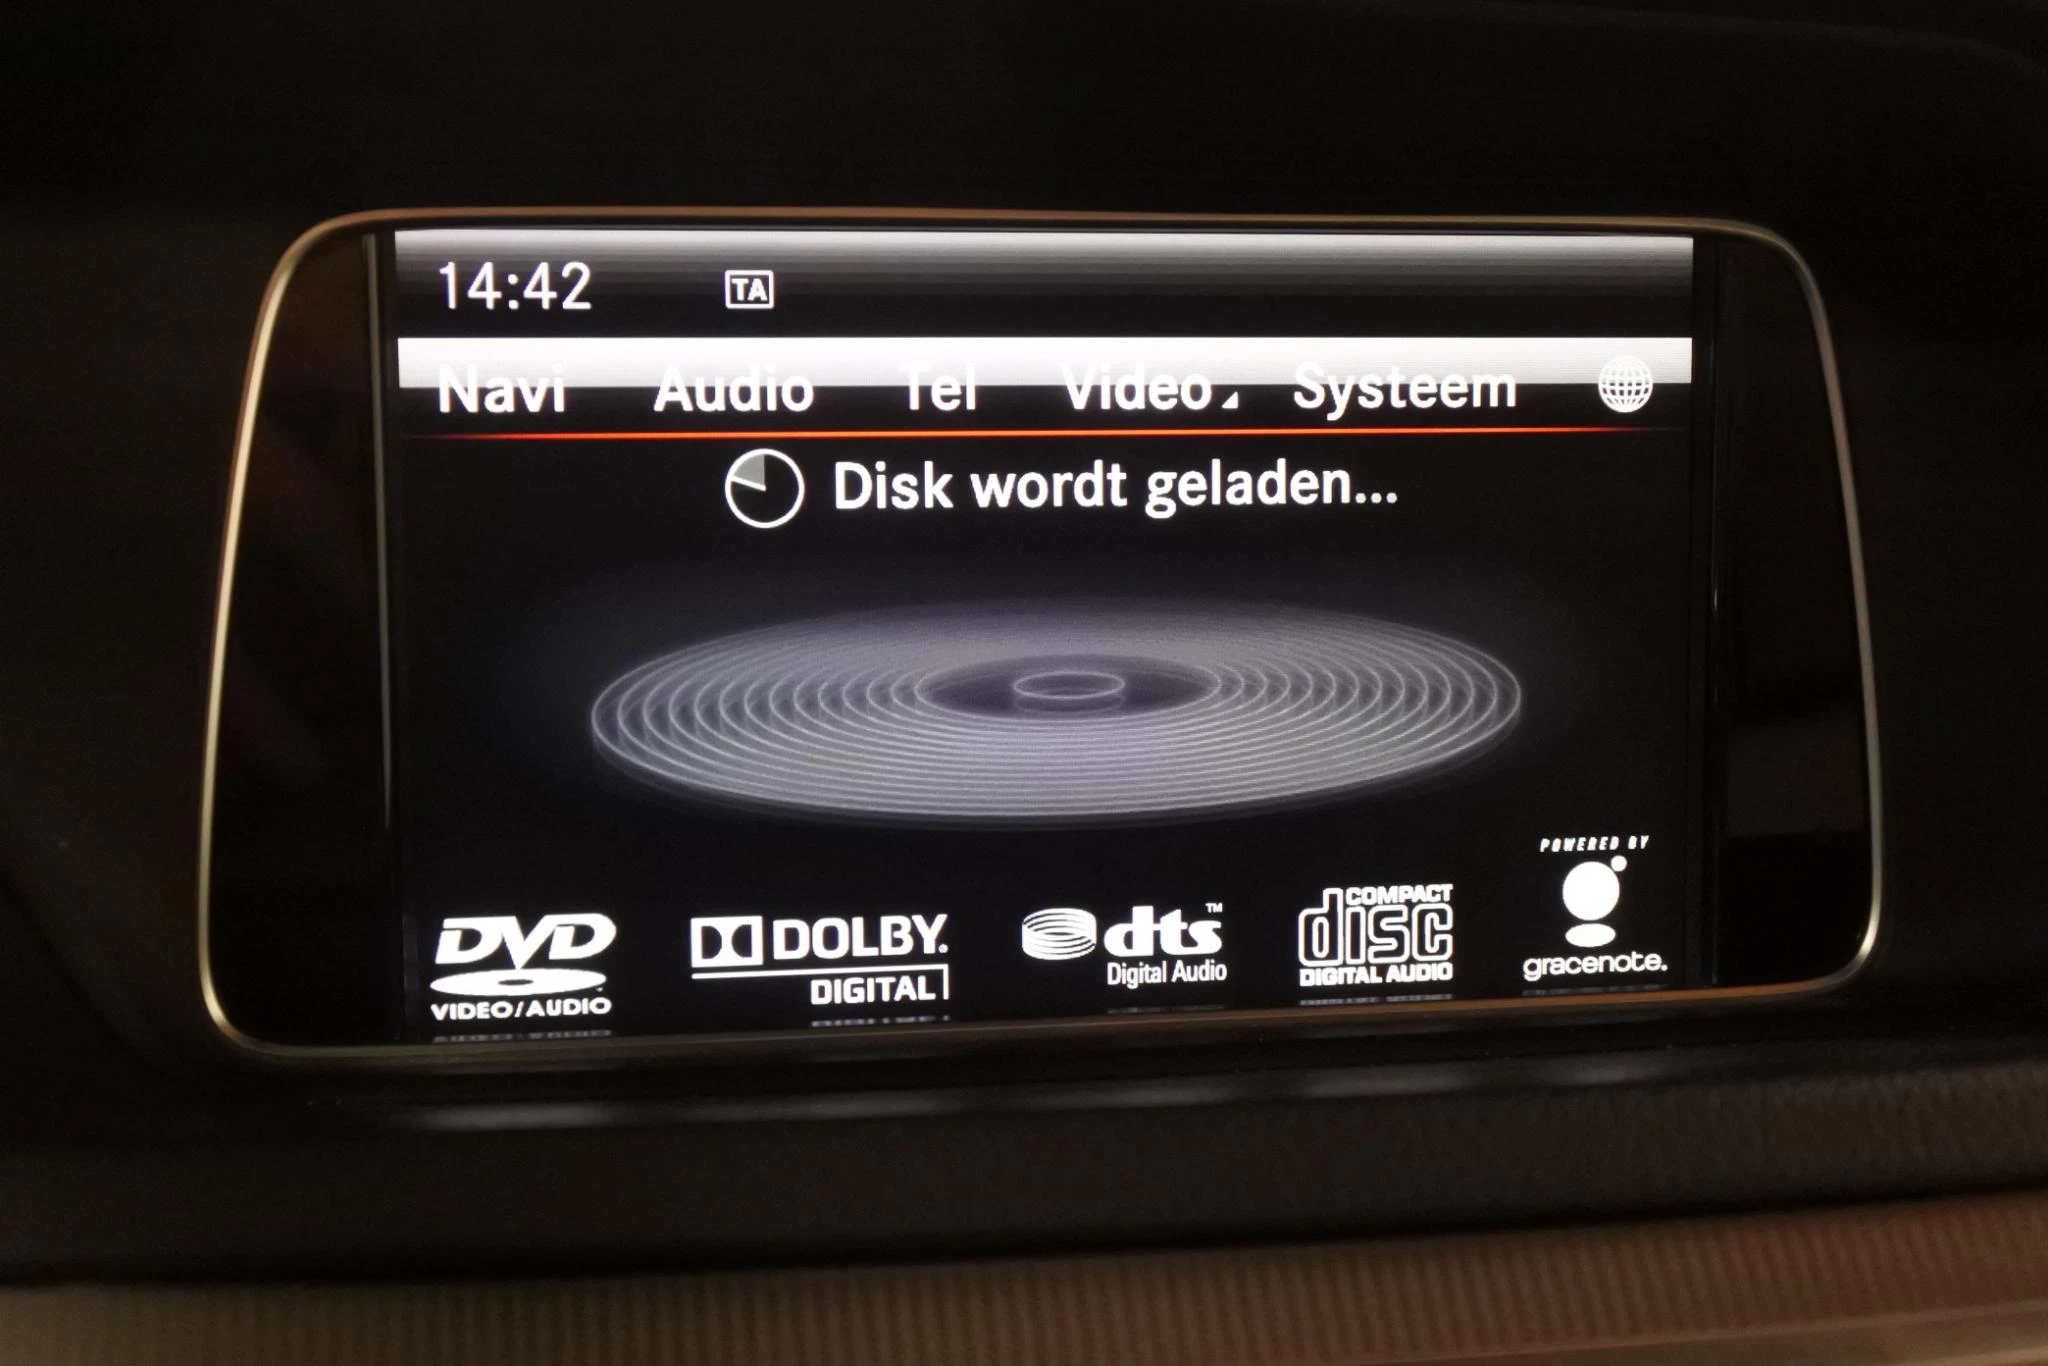 14:42 TA
Navi Audio Tel Video Systeem
Disk wordt geladen...
DVD
VIDEO/AUDIO
DOLBY.
DIGITAL
dts™
Digital Audio
COMPACT
disc
DIGITAL AUDIO
POWERED BY
gracenote.